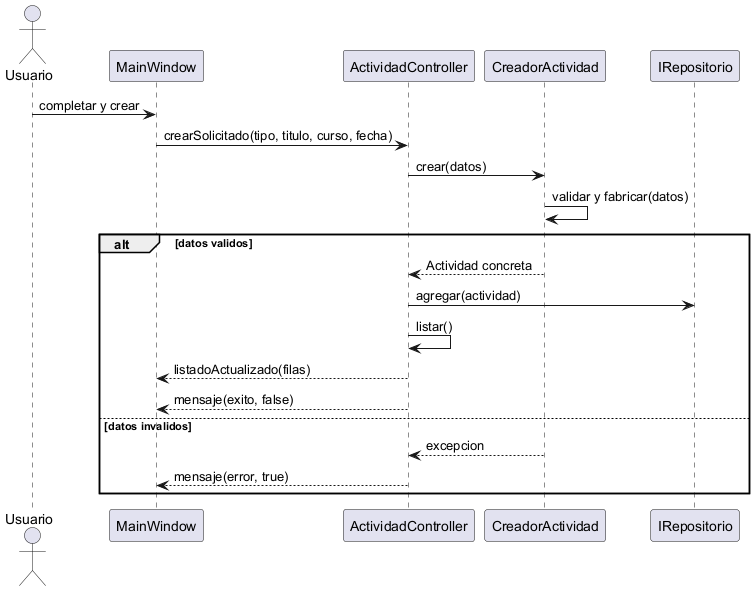 Usuario
MainWindow
ActividadController
CreadorActividad
IRepositorio
completar y crear
crearSolicitado(tipo, titulo, curso, fecha)
crear(datos)
validar y fabricar(datos)
alt
[datos validos]
Actividad concreta
agregar(actividad)
listar()
listadoActualizado(filas)
mensaje(exito, false)
[datos invalidos]
excepcion
mensaje(error, true)
Usuario
MainWindow
ActividadController
CreadorActividad
IRepositorio